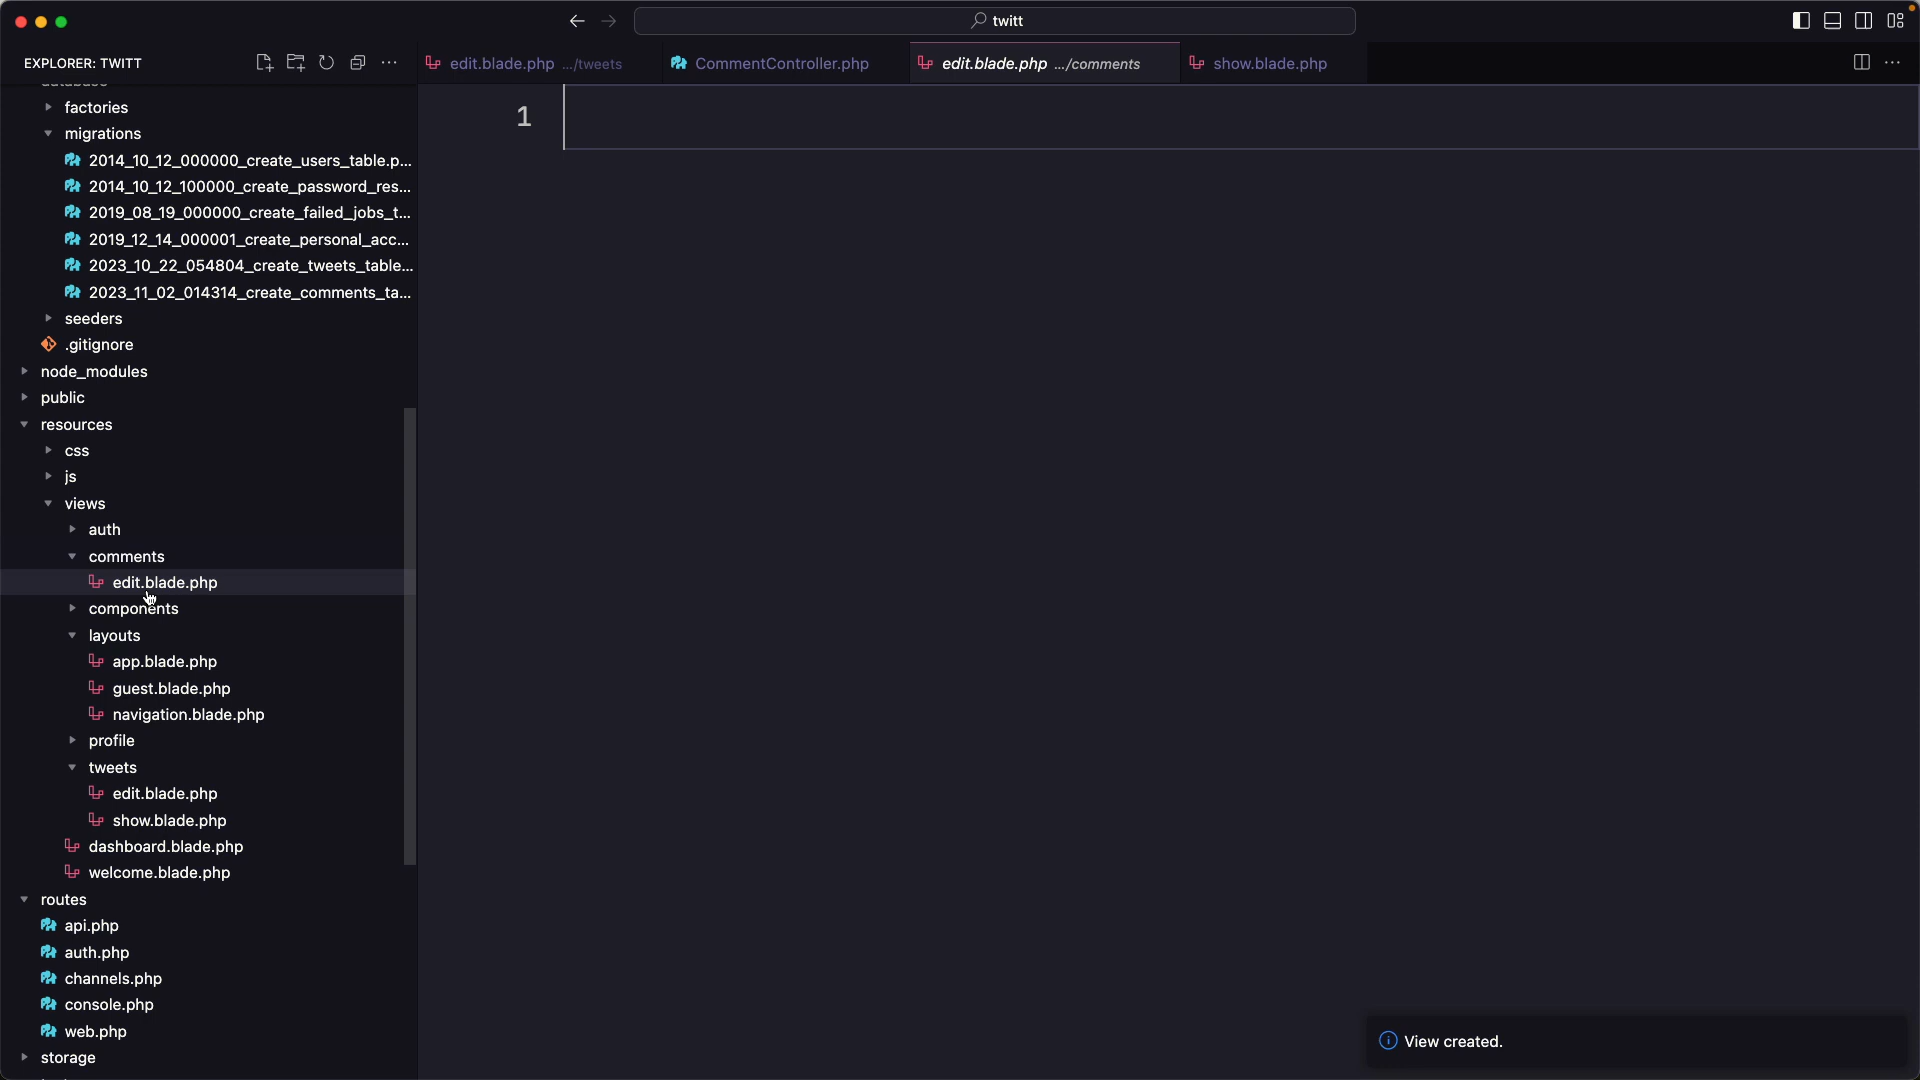 twitt
EXPLORER: TWITT
edit.blade.php .../tweets
CommentController.php
edit.blade.php .../comments
show.blade.php
1
database
factories
migrations
2014_10_12_000000_create_users_table.p...
2014_10_12_100000_create_password_res...
2019_08_19_000000_create_failed_jobs_t...
2019_12_14_000001_create_personal_acc...
2023_10_22_054804_create_tweets_table...
2023_11_02_014314_create_comments_ta...
seeders
.gitignore
node_modules
public
resources
css
js
views
auth
comments
edit.blade.php
components
layouts
app.blade.php
guest.blade.php
navigation.blade.php
profile
tweets
edit.blade.php
show.blade.php
dashboard.blade.php
welcome.blade.php
routes
api.php
auth.php
channels.php
console.php
web.php
storage
View created.